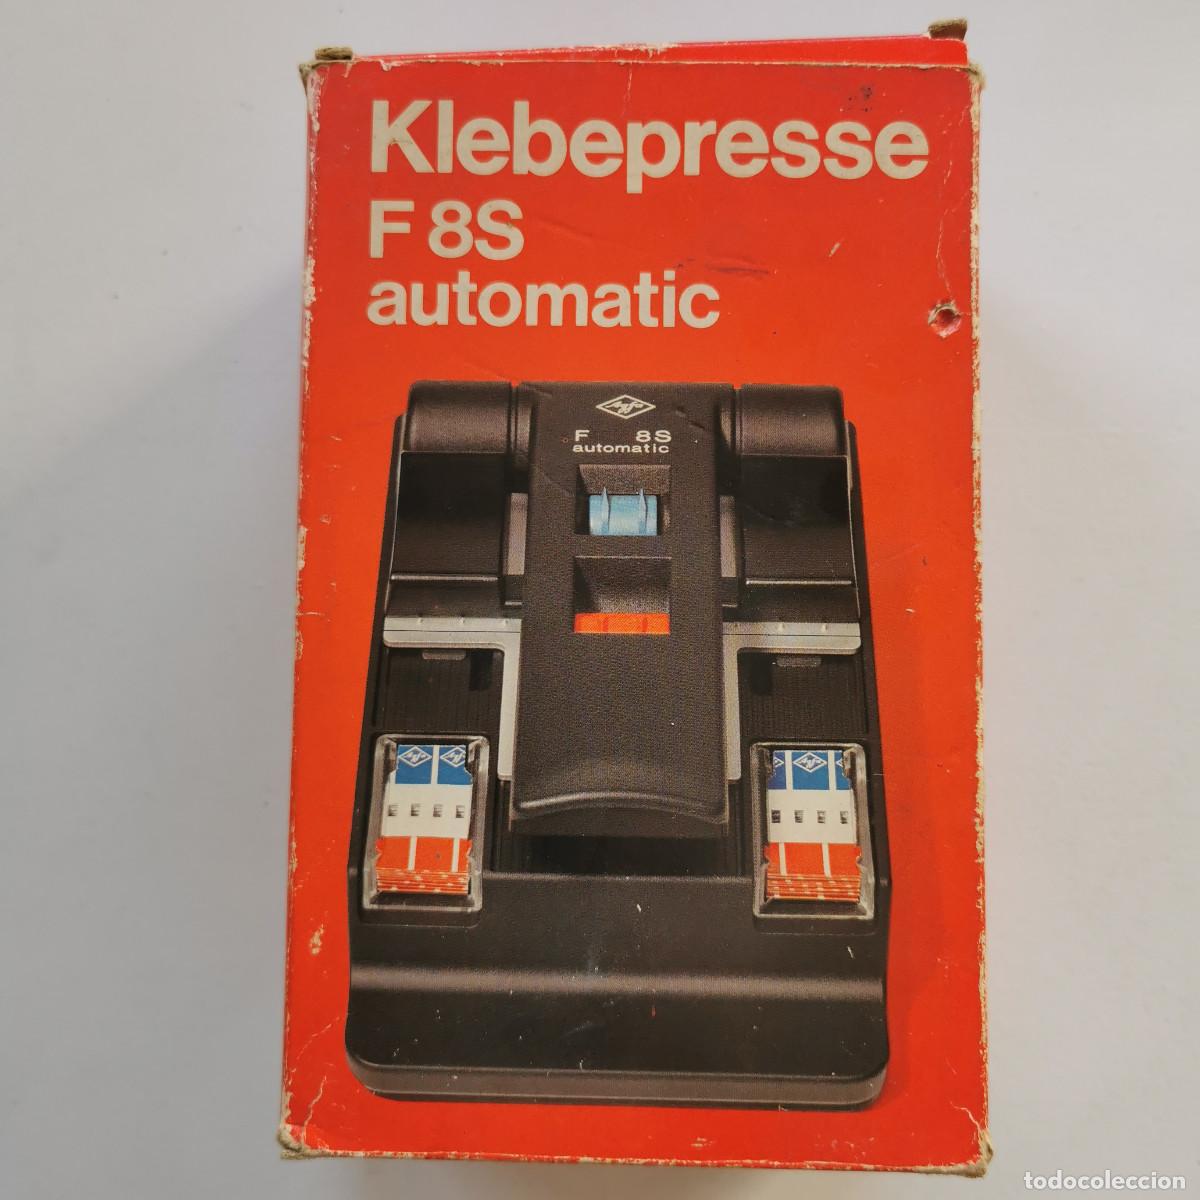 Klebepresse
F 8S
automatic
F 8S
automatic
todocoleccion